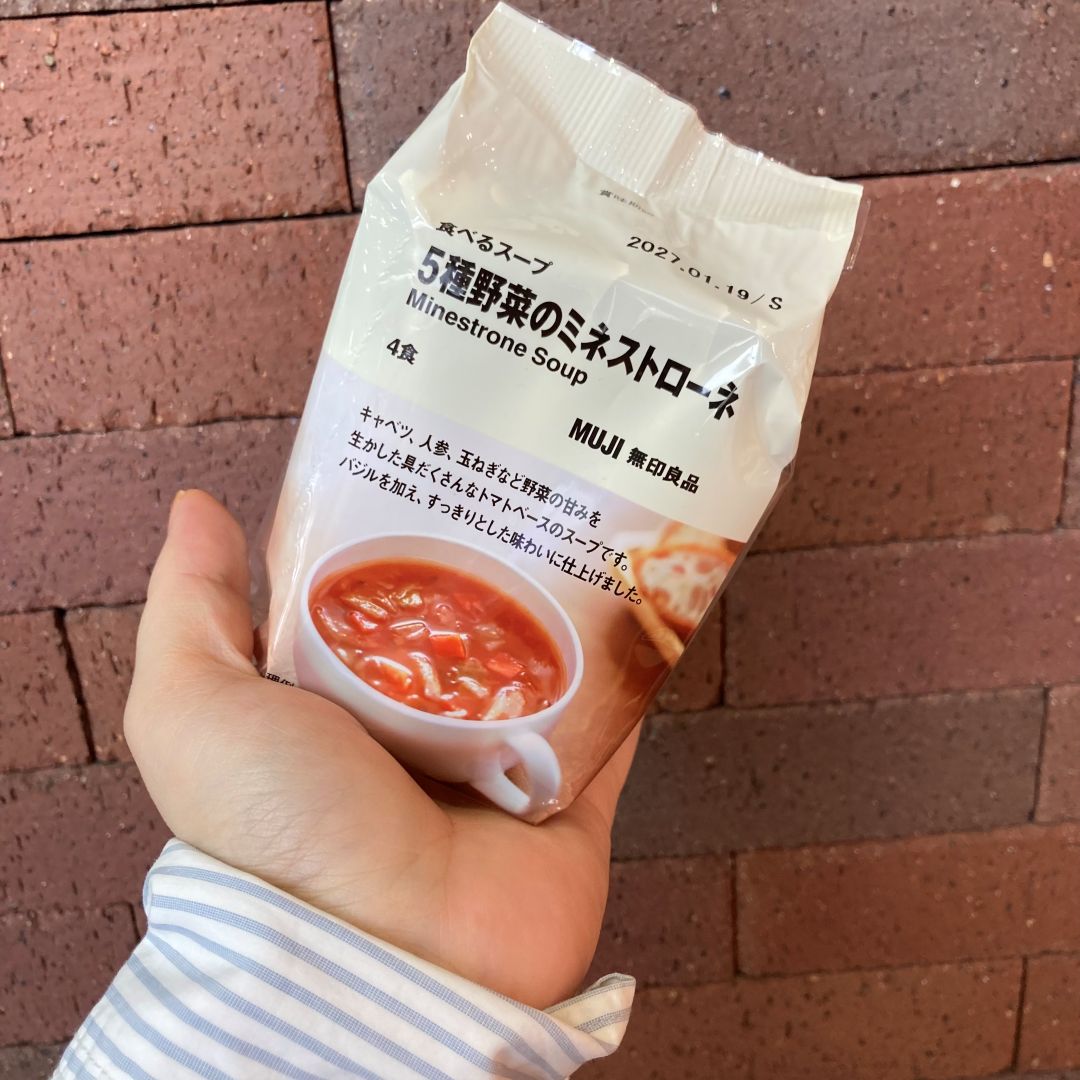 賞味期限
2027.01.19/S
食べるスープ
5種野菜のミネストローネ
Minestrone Soup
4食
MUJI 無印良品
キャベツ、人参、玉ねぎなど野菜の甘みを
生かした具だくさんなトマトベースのスープです。
バジルを加え、すっきりとした味わいに仕上げました。